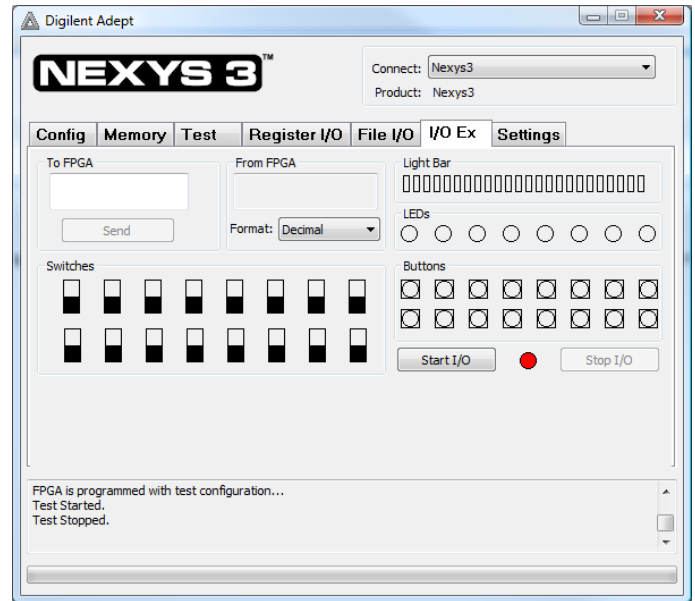 Digilent Adept
NEXYS 3™
Connect: Nexys3
Product: Nexys3
Config Memory Test Register I/O File I/O I/O Ex Settings
To FPGA
From FPGA
Light Bar
Send
Format: Decimal
LEDs
Switches
Buttons
Start I/O
Stop I/O
FPGA is programmed with test configuration...
Test Started.
Test Stopped.